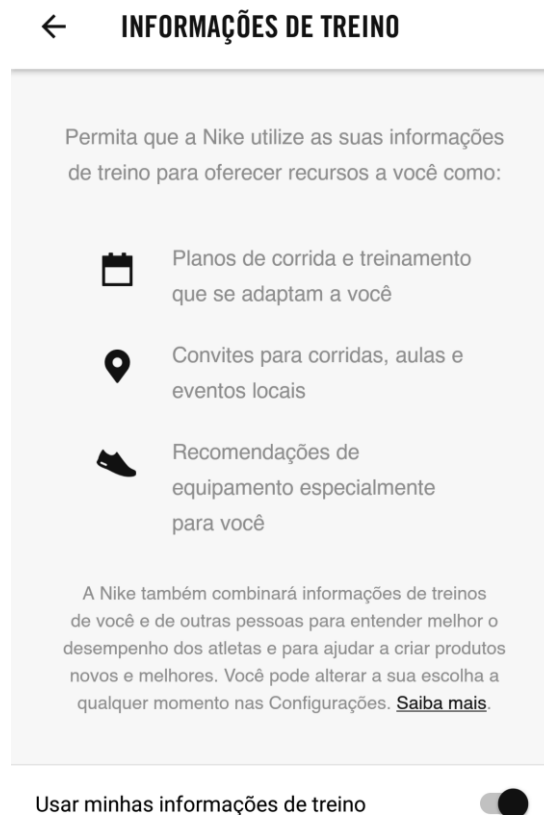 INFORMAÇÕES DE TREINO
Permita que a Nike utilize as suas informações
de treino para oferecer recursos a você como:
Planos de corrida e treinamento
que se adaptam a você
Convites para corridas, aulas e
eventos locais
Recomendações de
equipamento especialmente
para você
A Nike também combinará informações de treinos
de você e de outras pessoas para entender melhor o
desempenho dos atletas e para ajudar a criar produtos
novos e melhores. Você pode alterar a sua escolha a
qualquer momento nas Configurações. Saiba mais.
Usar minhas informações de treino